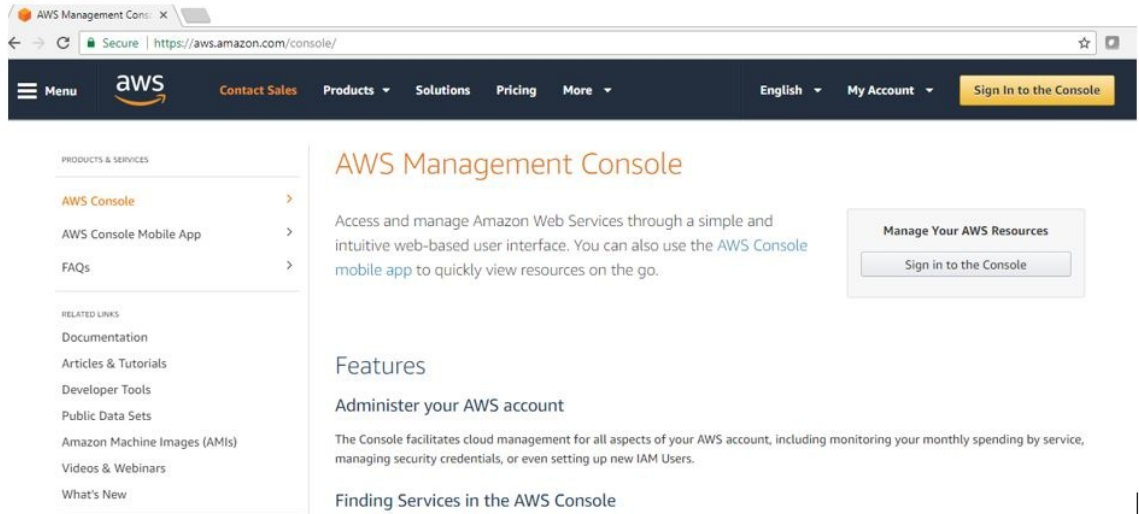 AWS Management Cons
Secure | https://aws.amazon.com/console/
Menu aws Contact Sales Products Solutions Pricing More English My Account Sign In to the Console
PRODUCTS & SERVICES
AWS Console
AWS Console Mobile App
FAQs
RELATED LINKS
Documentation
Articles & Tutorials
Developer Tools
Public Data Sets
Amazon Machine Images (AMIs)
Videos & Webinars
What's New
AWS Management Console
Access and manage Amazon Web Services through a simple and
intuitive web-based user interface. You can also use the AWS Console
mobile app to quickly view resources on the go.
Manage Your AWS Resources
Sign in to the Console
Features
Administer your AWS account
The Console facilitates cloud management for all aspects of your AWS account, including monitoring your monthly spending by service,
managing security credentials, or even setting up new IAM Users.
Finding Services in the AWS Console